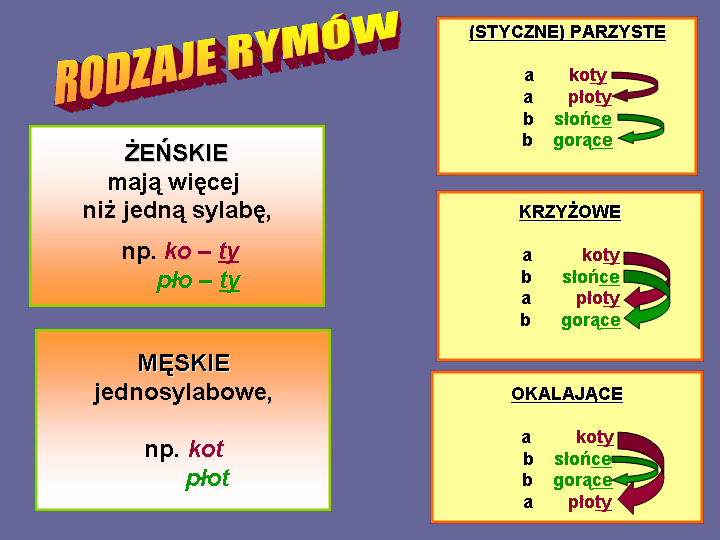 RODZAJE RYMÓW
ŻEŃSKIE
mają więcej
niż jedną sylabę,
np. ko – ty
pło – ty
MĘSKIE
jednosylabowe,
np. kot
płot
(STYCZNE) PARZYSTE
a koty
a płoty
b słońce
b gorące
KRZYŻOWE
a koty
b słońce
a płoty
b gorące
OKALAJĄCE
a koty
b słońce
b gorące
a płoty